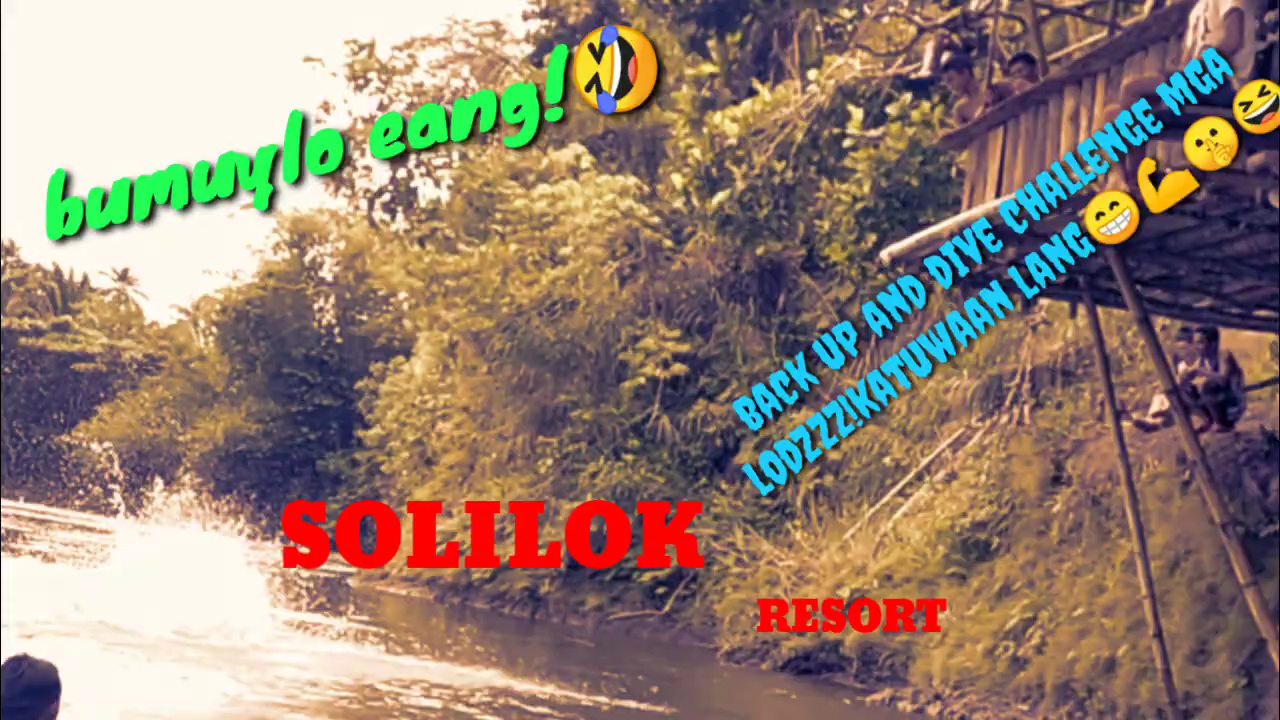 bumuylo eang!🤣
BACK UP AND DIVE CHALLENGE MGA
LODZZZ!KATUWAAN LANG😁💪🤫🤣
SOLILOK
RESORT